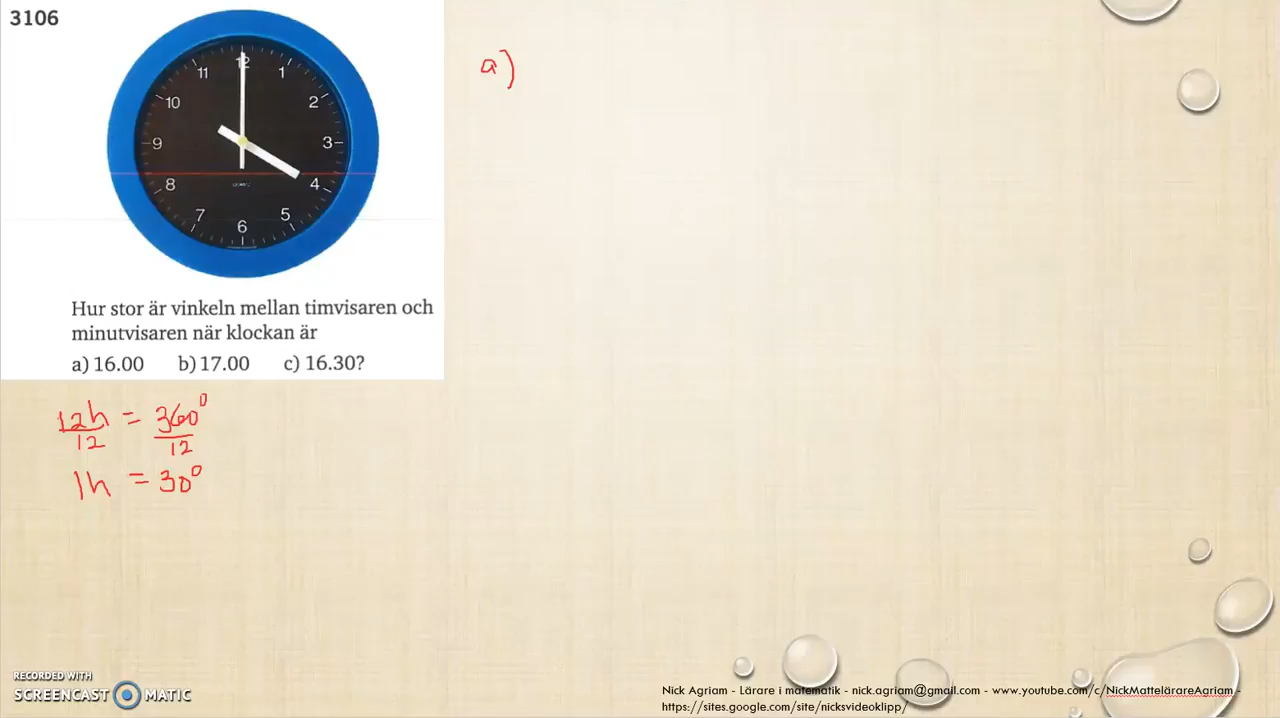 3106
12
11
1
10
2
9
3
8
4
7
5
6
Hur stor är vinkeln mellan timvisaren och
minutvisaren när klockan är
a) 16.00 b) 17.00 c) 16.30?
a)
12h = 360°
12 12
1h = 30°
RECORDED WITH
SCREENCAST MATIC
Nick Agriam - Lärare i matematik - nick.agriam@gmail.com - www.youtube.com/c/NickMattelärareAgriam -
https://sites.google.com/site/nicksvideoklipp/